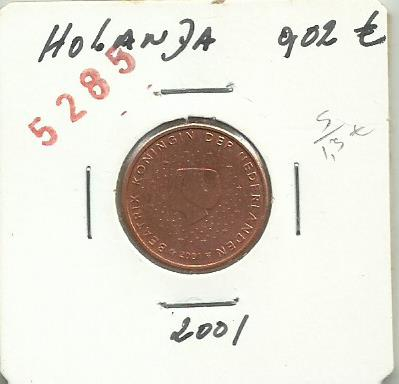 HOLANDA 0,02 €
5285
BEATRIX KONINGIN DER NEDERLANDEN
2001
2001